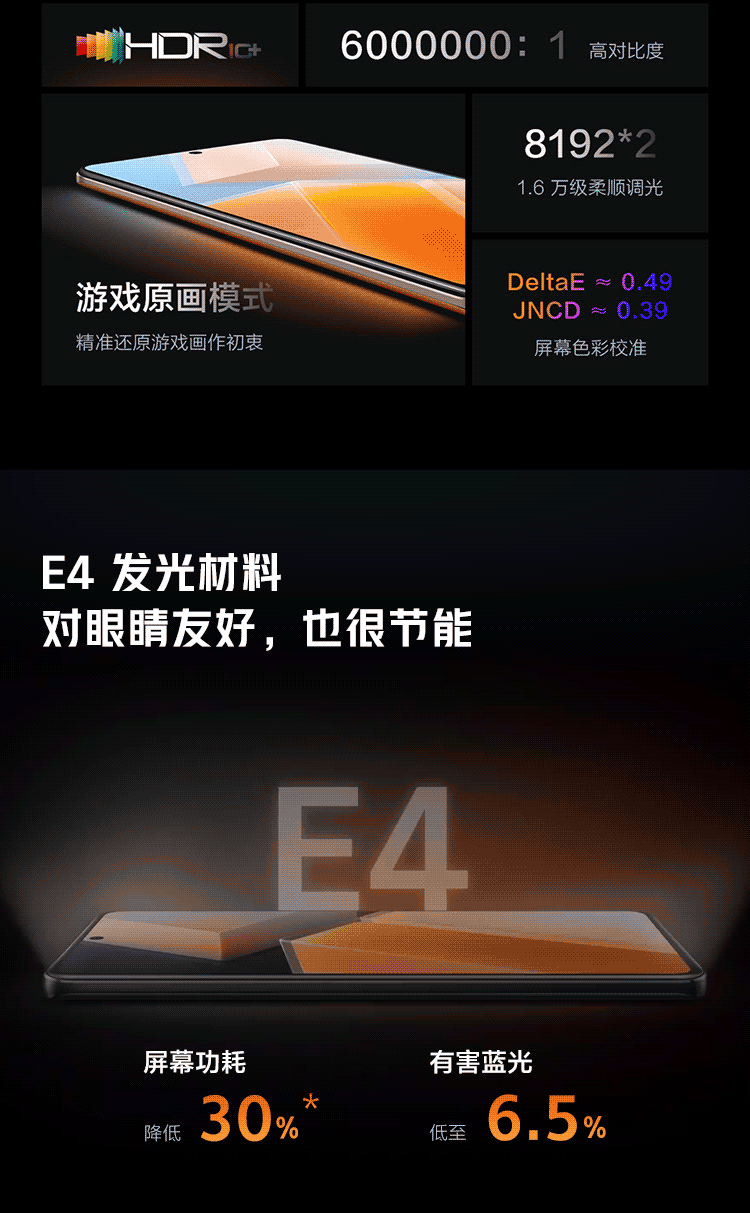 HDR10+
6000000: 1 高对比度
8192*2
1.6 万级柔顺调光
游戏原画模式
精准还原游戏画作初衷
DeltaE ≈ 0.49
JNCD ≈ 0.39
屏幕色彩校准
E4 发光材料
对眼睛友好，也很节能
E4
屏幕功耗
降低 30%*
有害蓝光
低至 6.5%